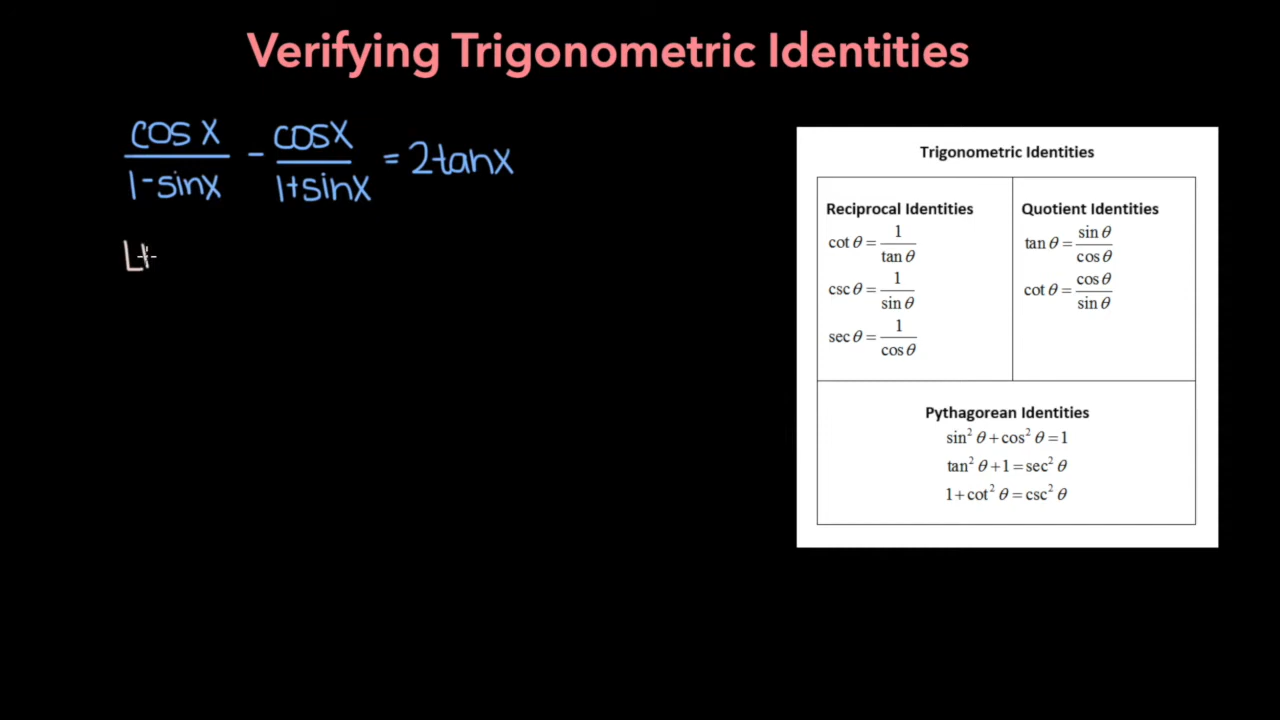 Verifying Trigonometric Identities
cos x / 1 - sinx - cosx / 1 + sinx = 2tanx
LH
Trigonometric Identities
Reciprocal Identities
cot θ = 1 / tan θ
csc θ = 1 / sin θ
sec θ = 1 / cos θ
Quotient Identities
tan θ = sin θ / cos θ
cot θ = cos θ / sin θ
Pythagorean Identities
sin² θ + cos² θ = 1
tan² θ + 1 = sec² θ
1 + cot² θ = csc² θ